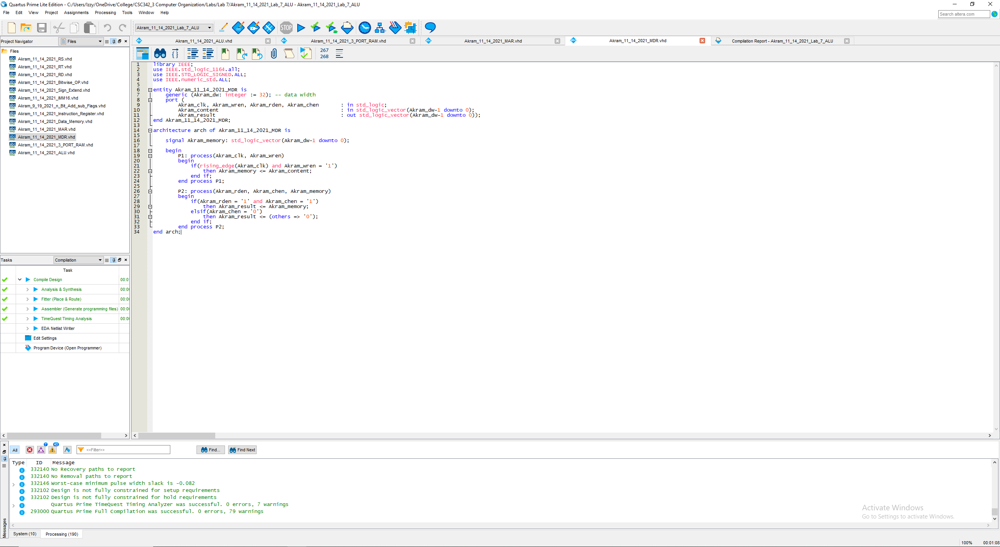 Quartus Prime Lite Edition - C:/Users/Izzy/OneDrive/College/CSC342_3 Computer Organization/Labs/Lab 7/Akram_11_14_2021_Lab_7_ALU - Akram_11_14_2021_Lab_7_ALU
File Edit View Project Assignments Processing Tools Window Help
Search altera.com
Akram_11_14_2021_Lab_7_ALU
STOP
Project Navigator
Files
Akram_11_14_2021_ALU.vhd
Akram_11_14_2021_3_PORT_RAM.vhd
Akram_11_14_2021_MAR.vhd
Akram_11_14_2021_MDR.vhd
Compilation Report - Akram_11_14_2021_Lab_7_ALU
267
268
Files
Akram_11_14_2021_RS.vhd
Akram_11_14_2021_RT.vhd
Akram_11_14_2021_RD.vhd
Akram_11_14_2021_Bitwise_OP.vhd
Akram_11_14_2021_Sign_Extend.vhd
Akram_11_14_2021_IMM16.vhd
Akram_9_19_2021_n_Bit_Add_sub_Flags.vhd
Akram_11_14_2021_Instruction_Register.vhd
Akram_11_14_2021_Data_Memory.vhd
Akram_11_14_2021_MAR.vhd
Akram_11_14_2021_MDR.vhd
Akram_11_14_2021_3_PORT_RAM.vhd
Akram_11_14_2021_ALU.vhd
1 library IEEE;
2 use IEEE.std_logic_1164.all;
3 use IEEE.STD_LOGIC_SIGNED.ALL;
4 use IEEE.numeric_std.ALL;
5
6 entity Akram_11_14_2021_MDR is
7 generic (Akram_dw: integer := 32); -- data width
8 port (
9 Akram_clk, Akram_wren, Akram_rden, Akram_chen : in std_logic;
10 Akram_content : in std_logic_vector(Akram_dw-1 downto 0);
11 Akram_result : out std_logic_vector(Akram_dw-1 downto 0));
12 end Akram_11_14_2021_MDR;
13
14 architecture arch of Akram_11_14_2021_MDR is
15
16 signal Akram_memory: std_logic_vector(Akram_dw-1 downto 0);
17
18 begin
19 P1: process(Akram_clk, Akram_wren)
20 begin
21 if(rising_edge(Akram_clk) and Akram_wren = '1')
22 then Akram_memory <= Akram_content;
23 end if;
24 end process P1;
25
26 P2: process(Akram_rden, Akram_chen, Akram_memory)
27 begin
28 if(Akram_rden = '1' and Akram_chen = '1')
29 then Akram_result <= Akram_memory;
30 elsif(Akram_chen = '0')
31 then Akram_result <= (others => '0');
32 end if;
33 end process P2;
34 end arch;
Tasks
Compilation
Task
Compile Design 00:0
Analysis & Synthesis 00:0
Fitter (Place & Route) 00:0
Assembler (Generate programming files) 00:0
TimeQuest Timing Analysis 00:0
EDA Netlist Writer
Edit Settings
Program Device (Open Programmer)
All
7
40
<<Filter>>
Find...
Find Next
Type ID Message
332140 No Recovery paths to report
332140 No Removal paths to report
332146 Worst-case minimum pulse width slack is -0.082
332102 Design is not fully constrained for setup requirements
332102 Design is not fully constrained for hold requirements
Quartus Prime TimeQuest Timing Analyzer was successful. 0 errors, 7 warnings
293000 Quartus Prime Full Compilation was successful. 0 errors, 79 warnings
Activate Windows
Go to Settings to activate Windows.
Messages
System (10)
Processing (190)
100% 00:01:08